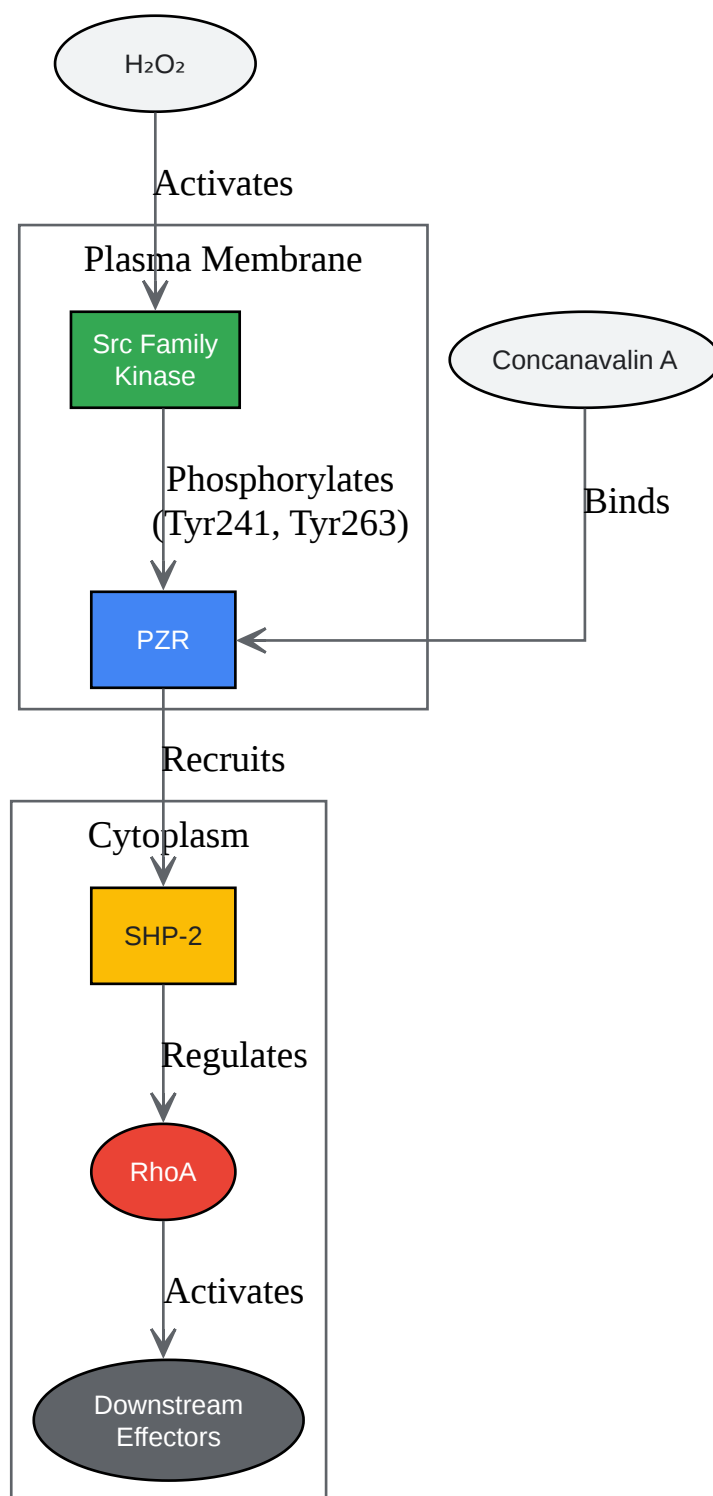 H₂O₂
Activates
Plasma Membrane
Src Family
Kinase
Concanavalin A
Phosphorylates
(Tyr241, Tyr263)
Binds
PZR
Recruits
Cytoplasm
SHP-2
Regulates
RhoA
Activates
Downstream
Effectors